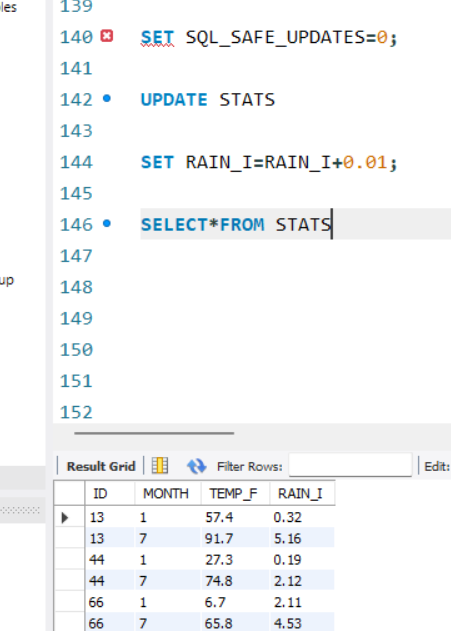 les
139
140 SET SQL_SAFE_UPDATES=0;
141
142 UPDATE STATS
143
144 SET RAIN_I=RAIN_I+0.01;
145
146 SELECT*FROM STATS
147
up
148
149
150
151
152
Result Grid Filter Rows: Edit:
ID MONTH TEMP_F RAIN_I
13 1 57.4 0.32
13 7 91.7 5.16
44 1 27.3 0.19
44 7 74.8 2.12
66 1 6.7 2.11
66 7 65.8 4.53